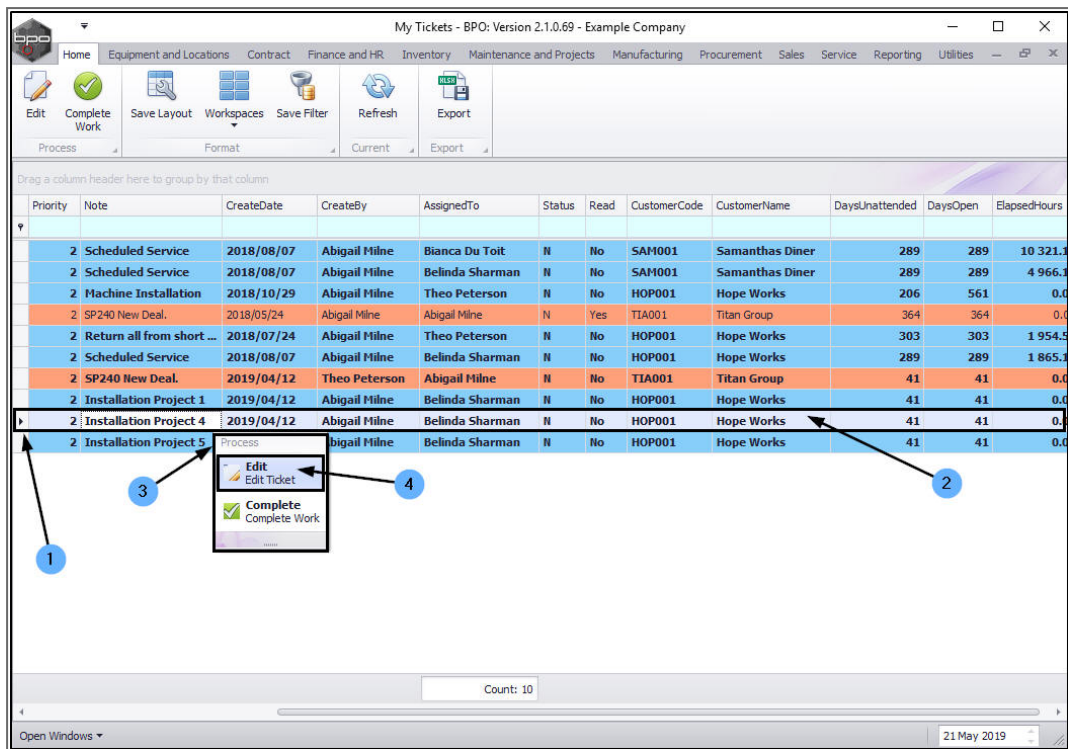 My Tickets - BPO: Version 2.1.0.69 - Example Company
bpo
Home Equipment and Locations Contract Finance and HR Inventory Maintenance and Projects Manufacturing Procurement Sales Service Reporting Utilities
Edit Complete Work Save Layout Workspaces Save Filter Refresh XLSX Export
Process Format Current Export
Drag a column header here to group by that column
Priority Note CreateDate CreateBy AssignedTo Status Read CustomerCode CustomerName DaysUnattended DaysOpen ElapsedHours
2 Scheduled Service 2018/08/07 Abigail Milne Bianca Du Toit N No SAM001 Samanthas Diner 289 289 10 321.1
2 Scheduled Service 2018/08/07 Abigail Milne Belinda Sharman N No SAM001 Samanthas Diner 289 289 4 966.1
2 Machine Installation 2018/10/29 Abigail Milne Theo Peterson N No HOP001 Hope Works 206 561 0.0
2 SP240 New Deal. 2018/05/24 Abigail Milne Abigail Milne N Yes TIA001 Titan Group 364 364 0.0
2 Return all from short ... 2018/07/24 Abigail Milne Theo Peterson N No HOP001 Hope Works 303 303 1 954.5
2 Scheduled Service 2018/08/07 Abigail Milne Belinda Sharman N No HOP001 Hope Works 289 289 1 865.1
2 SP240 New Deal. 2019/04/12 Theo Peterson Abigail Milne N No TIA001 Titan Group 41 41 0.0
2 Installation Project 1 2019/04/12 Abigail Milne Belinda Sharman N No HOP001 Hope Works 41 41 0.0
2 Installation Project 4 2019/04/12 Abigail Milne Belinda Sharman N No HOP001 Hope Works 41 41 0.0
2 Installation Project 5 Abigail Milne Belinda Sharman N No HOP001 Hope Works 41 41 0.0
Process
Edit
Edit Ticket
Complete
Complete Work
3
4
2
1
Count: 10
Open Windows
21 May 2019